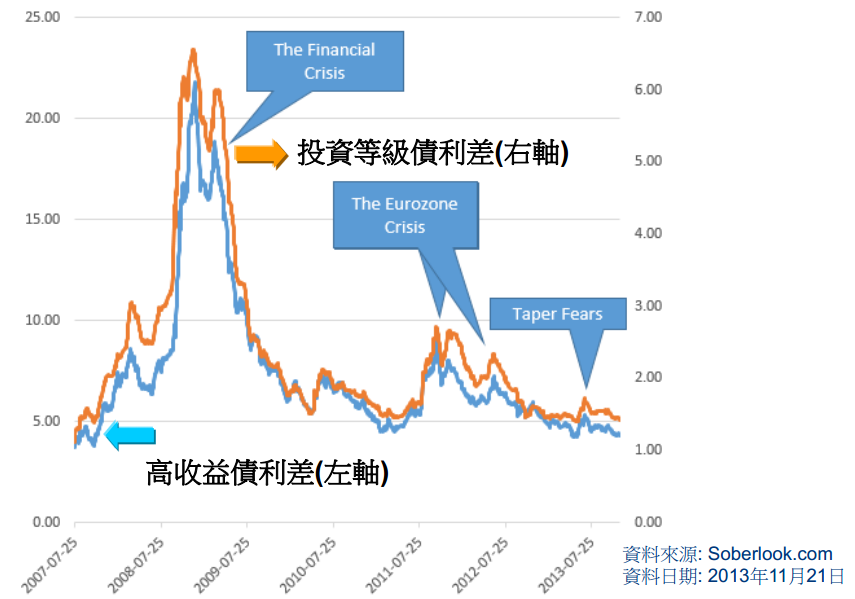 25.00
20.00
15.00
10.00
5.00
0.00
7.00
6.00
5.00
4.00
3.00
2.00
1.00
0.00
The Financial
Crisis
投資等級債利差(右軸)
The Eurozone
Crisis
Taper Fears
高收益債利差(左軸)
2007-07-25
2008-07-25
2009-07-25
2010-07-25
2011-07-25
2012-07-25
2013-07-25
資料來源: Soberlook.com
資料日期: 2013年11月21日